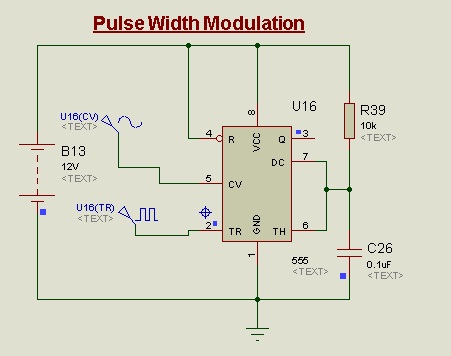 Pulse Width Modulation
U16(CV)
<TEXT>
B13
12V
<TEXT>
U16(TR)
<TEXT>
U16
8
VCC
4
R
Q
3
DC
7
5
CV
2
TR
GND
TH
6
1
555
<TEXT>
R39
10k
<TEXT>
C26
0.1uF
<TEXT>